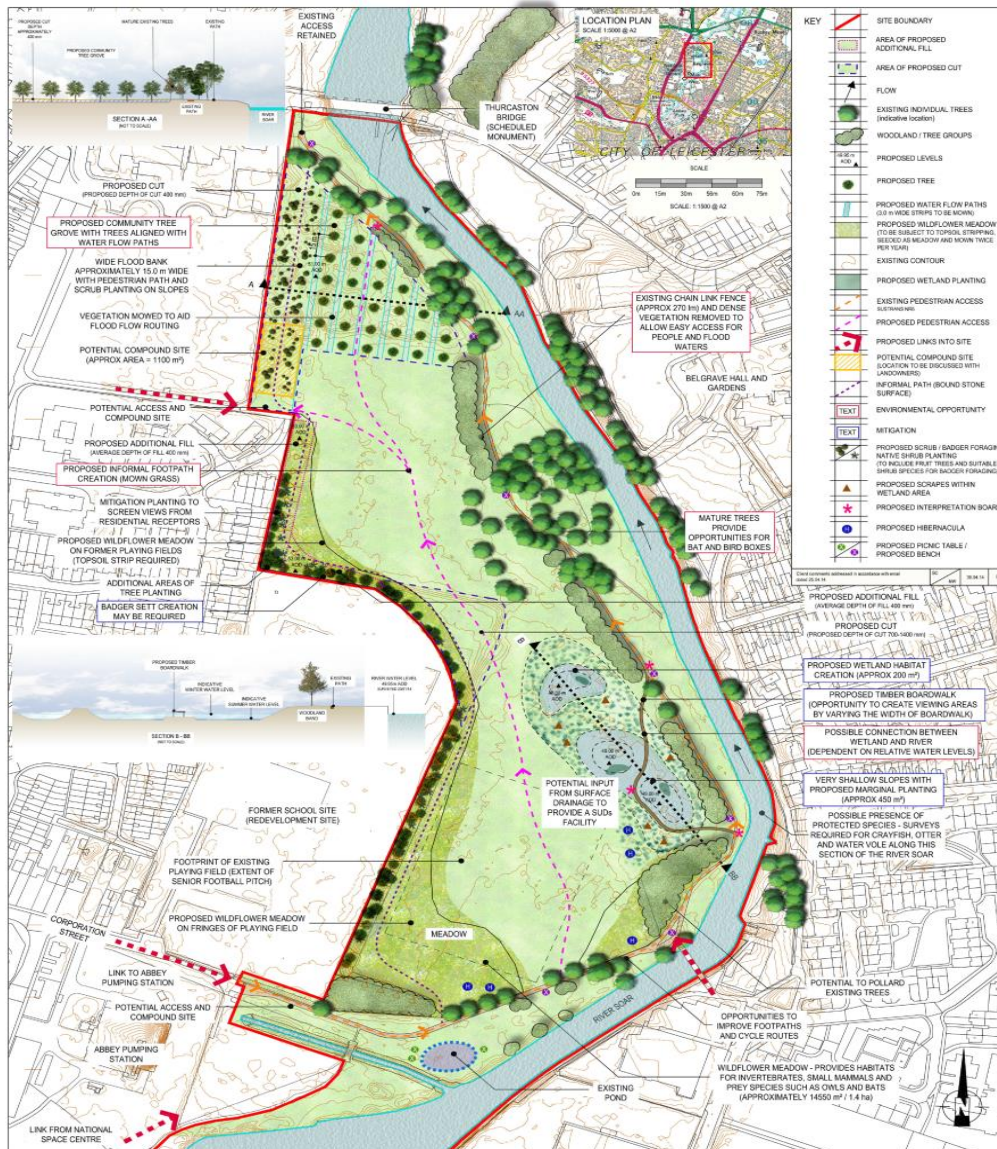 PROPOSED CUT
DEPTH
APPROXIMATELY
400 mm
MATURE EXISTING TREES
EXISTING
PATH
PROPOSED COMMUNITY
TREE GROVE
EXISTING
PATH
RIVER
SOAR
SECTION A -AA
(NOT TO SCALE)
EXISTING
ACCESS
RETAINED
THURCASTON
BRIDGE
(SCHEDULED
MONUMENT)
LOCATION PLAN
SCALE 1:5000 @ A2
CITY OF LEICESTER
SCALE
0m 15m 30m 45m 60m 75m
SCALE: 1:1500 @ A2
KEY
SITE BOUNDARY
AREA OF PROPOSED
ADDITIONAL FILL
AREA OF PROPOSED CUT
FLOW
EXISTING INDIVIDUAL TREES
(indicative location)
WOODLAND / TREE GROUPS
PROPOSED LEVELS
PROPOSED TREE
PROPOSED WATER FLOW PATHS
(3.0 m WIDE STRIPS TO BE MOWN)
PROPOSED WILDFLOWER MEADOW
(TO BE SUBJECT TO TOPSOIL STRIPPING,
SEEDED AS MEADOW AND MOWN TWICE
PER YEAR)
EXISTING CONTOUR
PROPOSED WETLAND PLANTING
EXISTING PEDESTRIAN ACCESS
PROPOSED PEDESTRIAN ACCESS
PROPOSED LINKS INTO SITE
POTENTIAL COMPOUND SITE
(LOCATION TO BE DISCUSSED WITH
LANDOWNERS)
INFORMAL PATH (BOUND STONE
SURFACE)
TEXT ENVIRONMENTAL OPPORTUNITY
TEXT MITIGATION
PROPOSED SCRUB / BADGER FORAGIN
NATIVE SHRUB PLANTING
(TO INCLUDE FRUIT TREES AND SUITABLE
SHRUB SPECIES FOR BADGER FORAGING)
PROPOSED SCRAPES WITHIN
WETLAND AREA
PROPOSED INTERPRETATION BOAR
H PROPOSED HIBERNACULA
PROPOSED PICNIC TABLE /
PROPOSED BENCH
PROPOSED CUT
(PROPOSED DEPTH OF CUT 400 mm)
PROPOSED COMMUNITY TREE
GROVE WITH TREES ALIGNED WITH
WATER FLOW PATHS
WIDE FLOOD BANK
APPROXIMATELY 15.0 m WIDE
WITH PEDESTRIAN PATH AND
SCRUB PLANTING ON SLOPES
VEGETATION MOWED TO AID
FLOOD FLOW ROUTING
POTENTIAL COMPOUND SITE
(APPROX AREA = 1100 m²)
A
AA
EXISTING CHAIN LINK FENCE
(APPROX 270 lm) AND DENSE
VEGETATION REMOVED TO
ALLOW EASY ACCESS FOR
PEOPLE AND FLOOD
WATERS
BELGRAVE HALL AND
GARDENS
POTENTIAL ACCESS AND
COMPOUND SITE
PROPOSED ADDITIONAL FILL
(AVERAGE DEPTH OF FILL 400 mm)
PROPOSED INFORMAL FOOTPATH
CREATION (MOWN GRASS)
MITIGATION PLANTING TO
SCREEN VIEWS FROM
RESIDENTIAL RECEPTORS
PROPOSED WILDFLOWER MEADOW
ON FORMER PLAYING FIELDS
(TOPSOIL STRIP REQUIRED)
ADDITIONAL AREAS OF
TREE PLANTING
BADGER SETT CREATION
MAY BE REQUIRED
MATURE TREES
PROVIDE
OPPORTUNITIES FOR
BAT AND BIRD BOXES
PROPOSED ADDITIONAL FILL
(AVERAGE DEPTH OF FILL 400 mm)
PROPOSED CUT
(PROPOSED DEPTH OF CUT 700-1400 mm)
PROPOSED WETLAND HABITAT
CREATION (APPROX 200 m²)
PROPOSED TIMBER BOARDWALK
(OPPORTUNITY TO CREATE VIEWING AREAS
BY VARYING THE WIDTH OF BOARDWALK)
POSSIBLE CONNECTION BETWEEN
WETLAND AND RIVER
(DEPENDENT ON RELATIVE WATER LEVELS)
VERY SHALLOW SLOPES WITH
PROPOSED MARGINAL PLANTING
(APPROX 450 m²)
POSSIBLE PRESENCE OF
PROTECTED SPECIES - SURVEYS
REQUIRED FOR CRAYFISH, OTTER
AND WATER VOLE ALONG THIS
SECTION OF THE RIVER SOAR
PROPOSED TIMBER
BOARDWALK
INDICATIVE
WINTER WATER LEVEL
INDICATIVE
SUMMER WATER LEVEL
EXISTING
PATH
WOODLAND
BAND
RIVER WATER LEVEL
SECTION B - BB
(NOT TO SCALE)
B
BB
POTENTIAL INPUT
FROM SURFACE
DRAINAGE TO
PROVIDE A SUDs
FACILITY
FORMER SCHOOL SITE
(REDEVELOPMENT SITE)
FOOTPRINT OF EXISTING
PLAYING FIELD (EXTENT OF
SENIOR FOOTBALL PITCH)
PROPOSED WILDFLOWER MEADOW
ON FRINGES OF PLAYING FIELD
MEADOW
CORPORATION
STREET
LINK TO ABBEY
PUMPING STATION
POTENTIAL ACCESS AND
COMPOUND SITE
ABBEY PUMPING
STATION
LINK FROM NATIONAL
SPACE CENTRE
RIVER SOAR
EXISTING
POND
POTENTIAL TO POLLARD
EXISTING TREES
OPPORTUNITIES TO
IMPROVE FOOTPATHS
AND CYCLE ROUTES
WILDFLOWER MEADOW - PROVIDES HABITATS
FOR INVERTEBRATES, SMALL MAMMALS AND
PREY SPECIES SUCH AS OWLS AND BATS
(APPROXIMATELY 14550 m² / 1.4 ha)
N